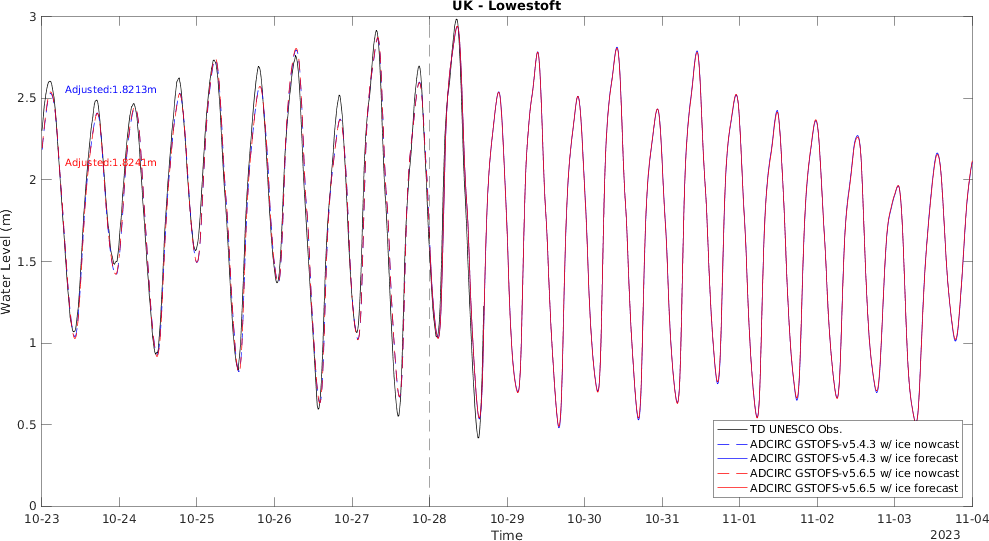 UK - Lowestoft
3
2.5
2
1.5
1
0.5
0
Water Level (m)
Adjusted:1.8213m
Adjusted:1.8241m
TD UNESCO Obs.
ADCIRC GSTOFS-v5.4.3 w/ ice nowcast
ADCIRC GSTOFS-v5.4.3 w/ ice forecast
ADCIRC GSTOFS-v5.6.5 w/ ice nowcast
ADCIRC GSTOFS-v5.6.5 w/ ice forecast
10-23 10-24 10-25 10-26 10-27 10-28 10-29 10-30 10-31 11-01 11-02 11-03 11-04
Time
2023